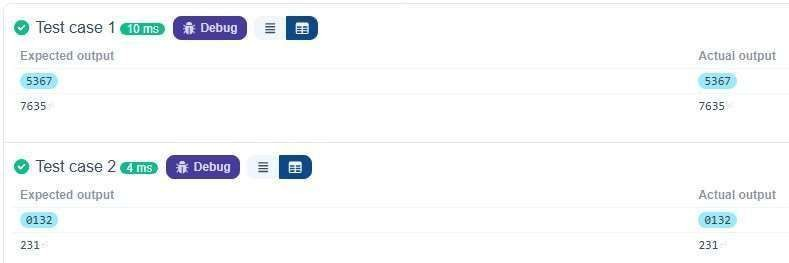 Test case 1 10 ms Debug
Expected output Actual output
5367 5367
7635 7635
Test case 2 4 ms Debug
Expected output Actual output
0132 0132
231 231